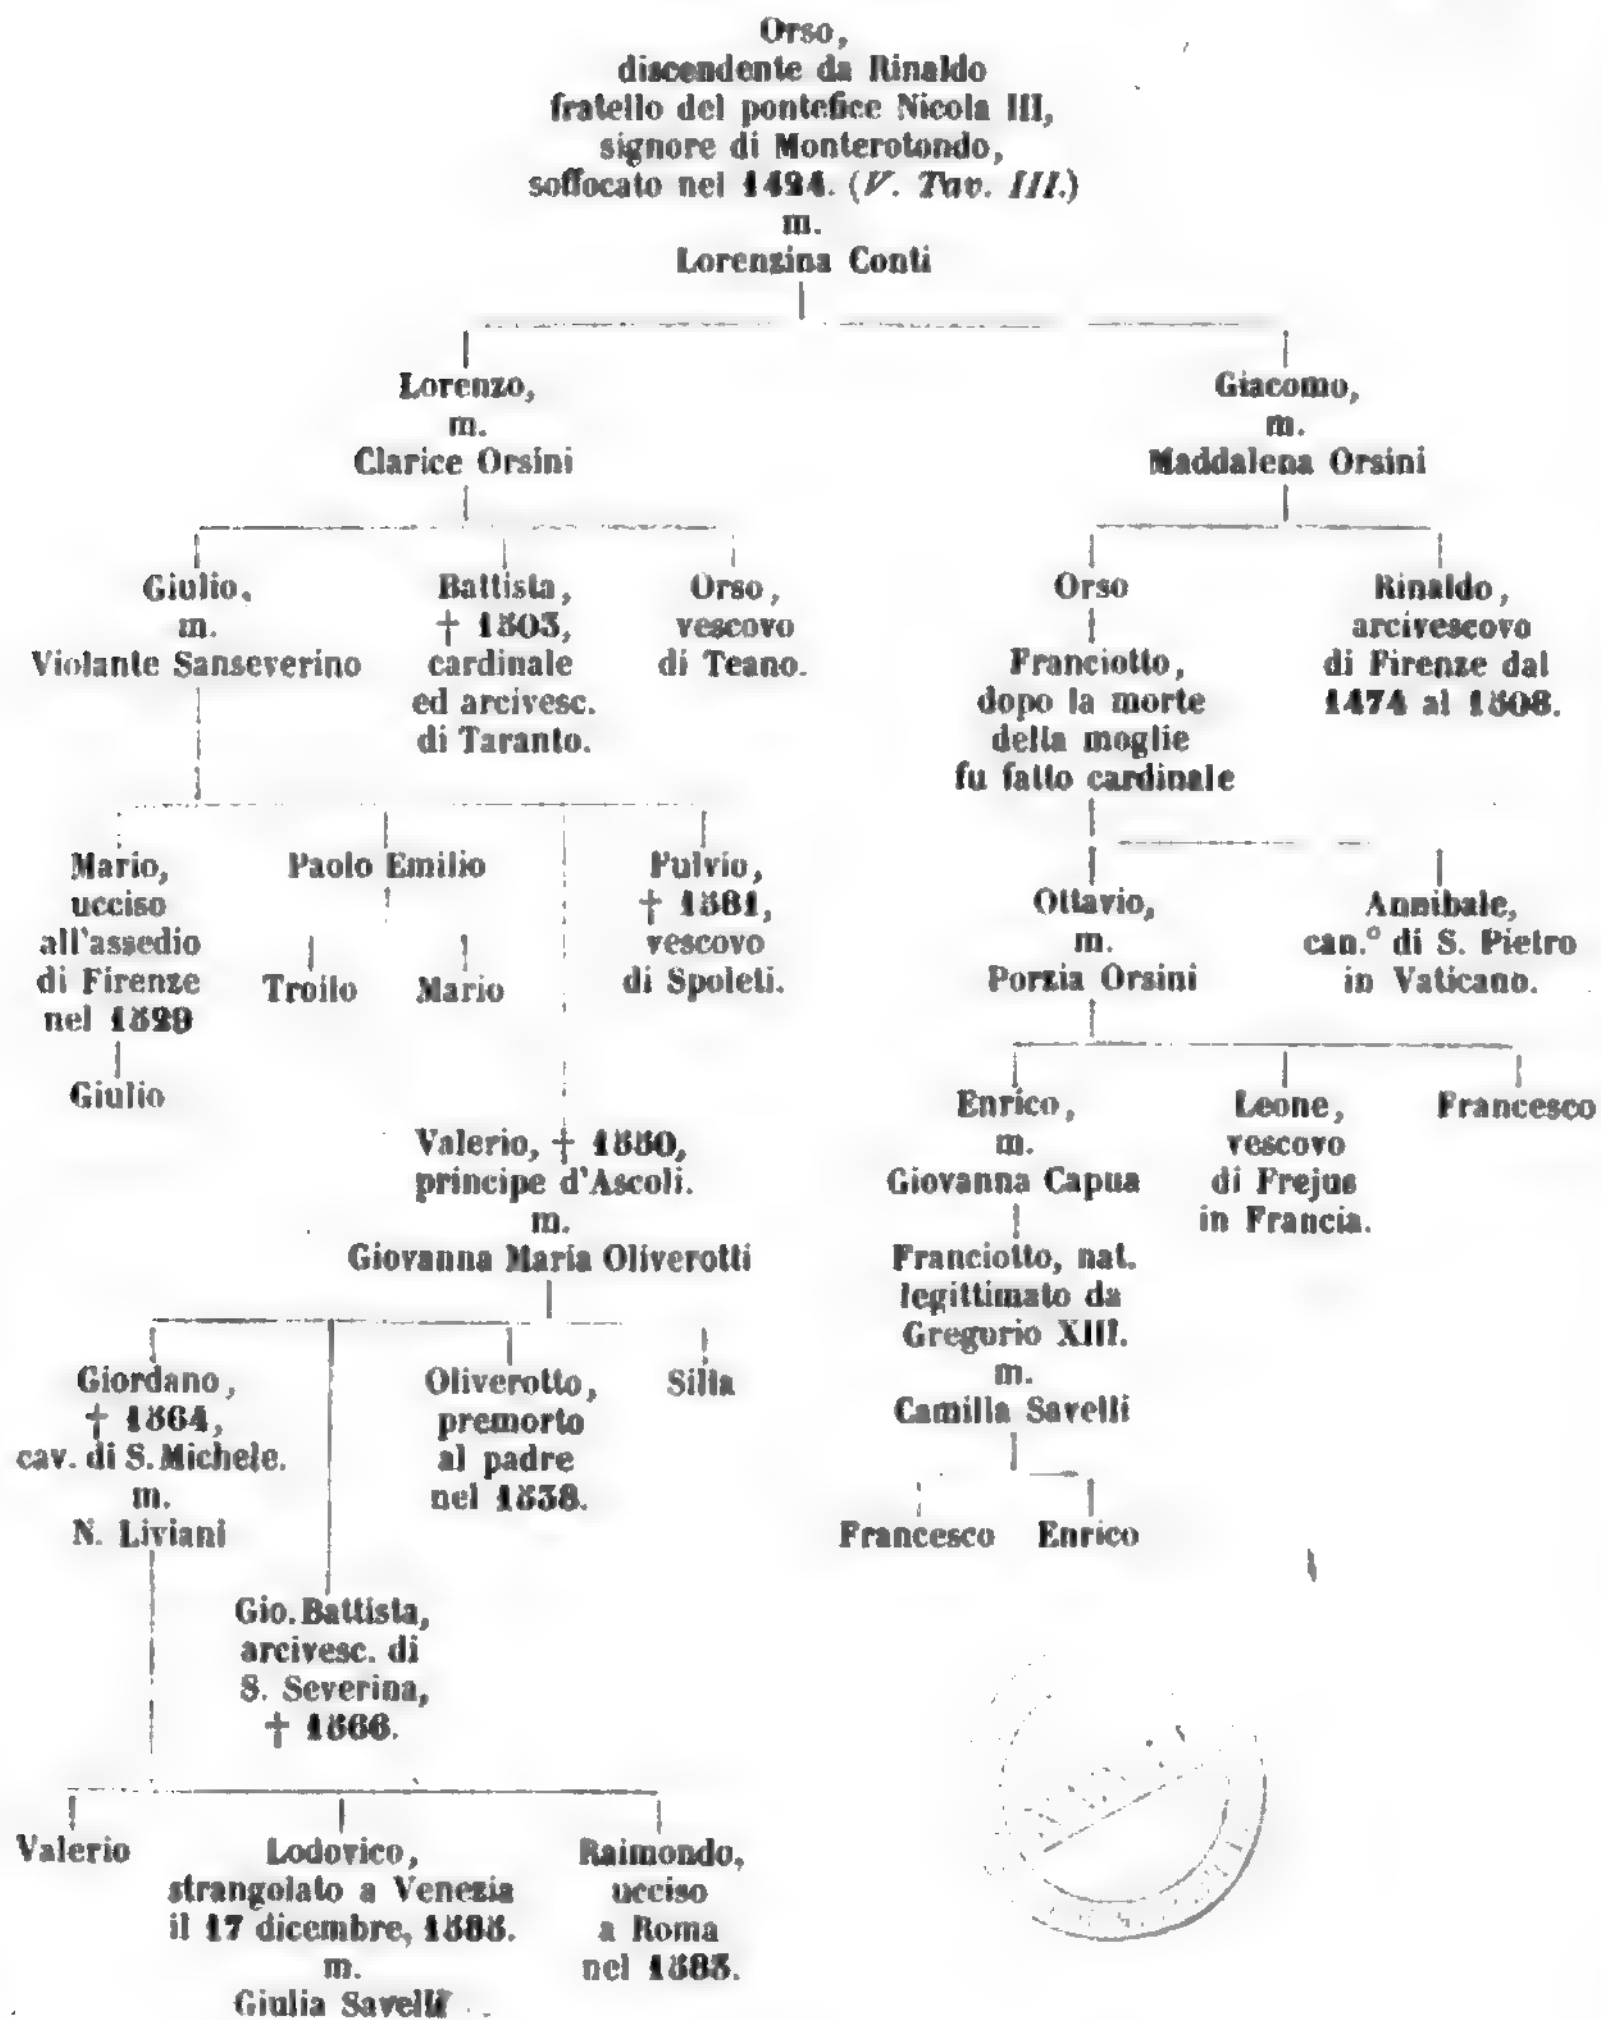 Orso,
discendente da Rinaldo
fratello del pontefice Nicola III,
signore di Monterotondo,
soffocato nel 1424. (V. Tav. III.)
m.
Lorenzina Conti
Lorenzo,
m.
Clarice Orsini
Giacomo,
m.
Maddalena Orsini
Giulio,
m.
Violante Sanseverino
Battista,
† 1503,
cardinale
ed arcivesc.
di Taranto.
Orso,
vescovo
di Teano.
Orso
Franciotto,
dopo la morte
della moglie
fu fatto cardinale
Rinaldo,
arcivescovo
di Firenze dal
1474 al 1508.
Mario,
ucciso
all'assedio
di Firenze
nel 1529
Giulio
Paolo Emilio
Troilo
Mario
Fulvio,
† 1581,
vescovo
di Spoleti.
Ottavio,
m.
Porzia Orsini
Annibale,
can.° di S. Pietro
in Vaticano.
Valerio, † 1550,
principe d'Ascoli.
m.
Giovanna Maria Oliverotti
Enrico,
m.
Giovanna Capua
Franciotto, nat.
legittimato da
Gregorio XIII.
m.
Camilla Savelli
Leone,
vescovo
di Frejus
in Francia.
Francesco
Giordano,
† 1564,
cav. di S. Michele.
m.
N. Liviani
Gio. Battista,
arcivesc. di
S. Severina,
† 1566.
Oliverotto,
premorto
al padre
nel 1538.
Silla
Francesco
Enrico
Valerio
Lodovico,
strangolato a Venezia
il 17 dicembre, 1585.
m.
Giulia Savelli
Raimondo,
ucciso
a Roma
nel 1583.